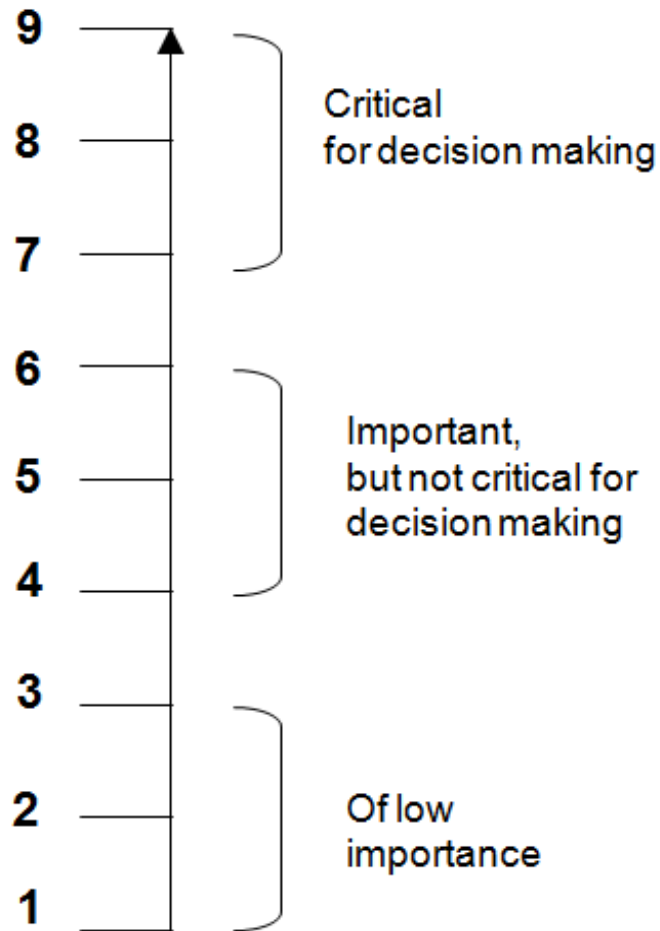 9
Critical
8
for decision making
7
6
Important,
5
but not critical for
decision making
4
3
2
Of low
importance
1